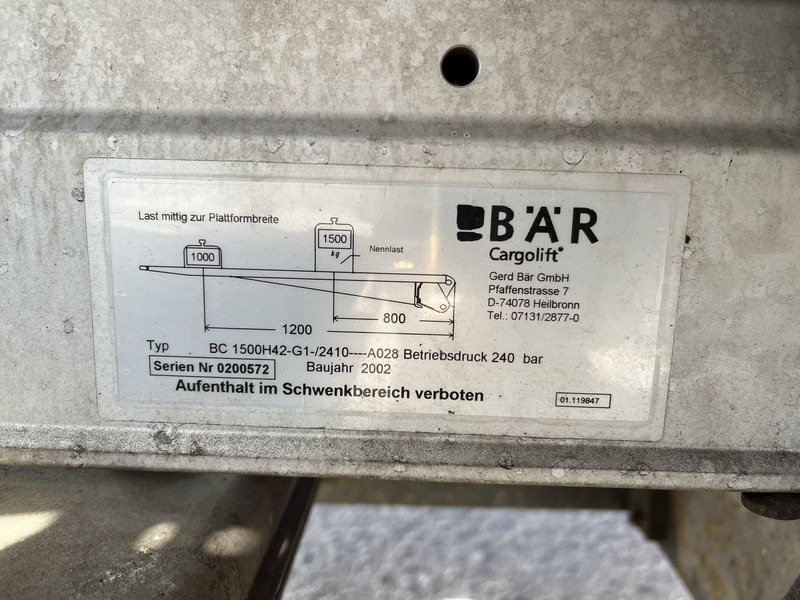 Last mittig zur Plattformbreite
1000
1500
kg
Nennlast
800
1200
BÄR
Cargolift
Gerd Bär GmbH
Pfaffenstrasse 7
D-74078 Heilbronn
Tel.: 07131/2877-0
Typ BC 1500H42-G1-/2410----A028 Betriebsdruck 240 bar
Serien Nr 0200572 Baujahr 2002
Aufenthalt im Schwenkbereich verboten
01.119847